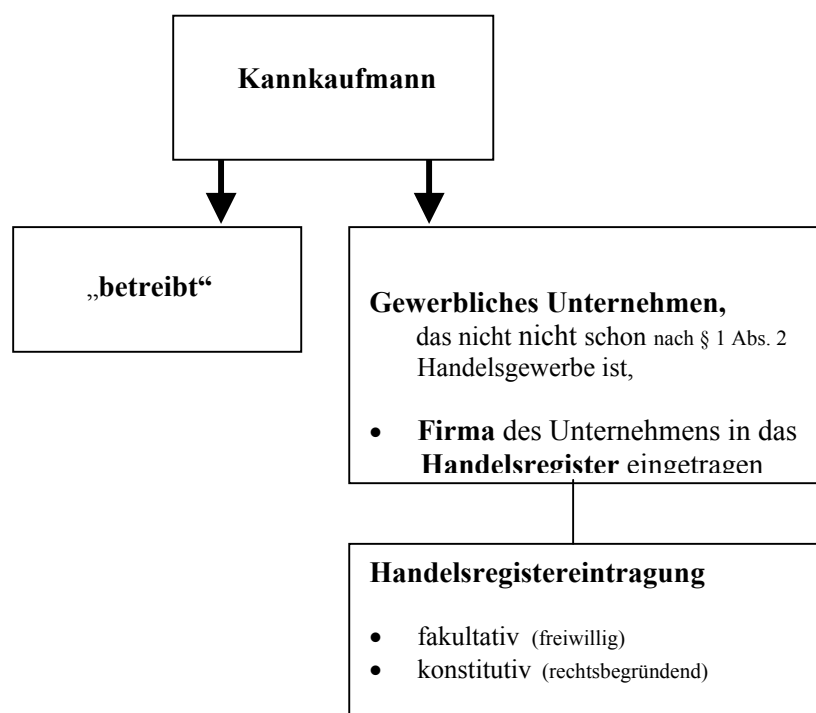 Kannkaufmann
„betreibt“
Gewerbliches Unternehmen,
das nicht nicht schon nach § 1 Abs. 2
Handelsgewerbe ist,
• Firma des Unternehmens in das
Handelsregister eingetragen
Handelsregistereintragung
• fakultativ (freiwillig)
• konstitutiv (rechtsbegründend)